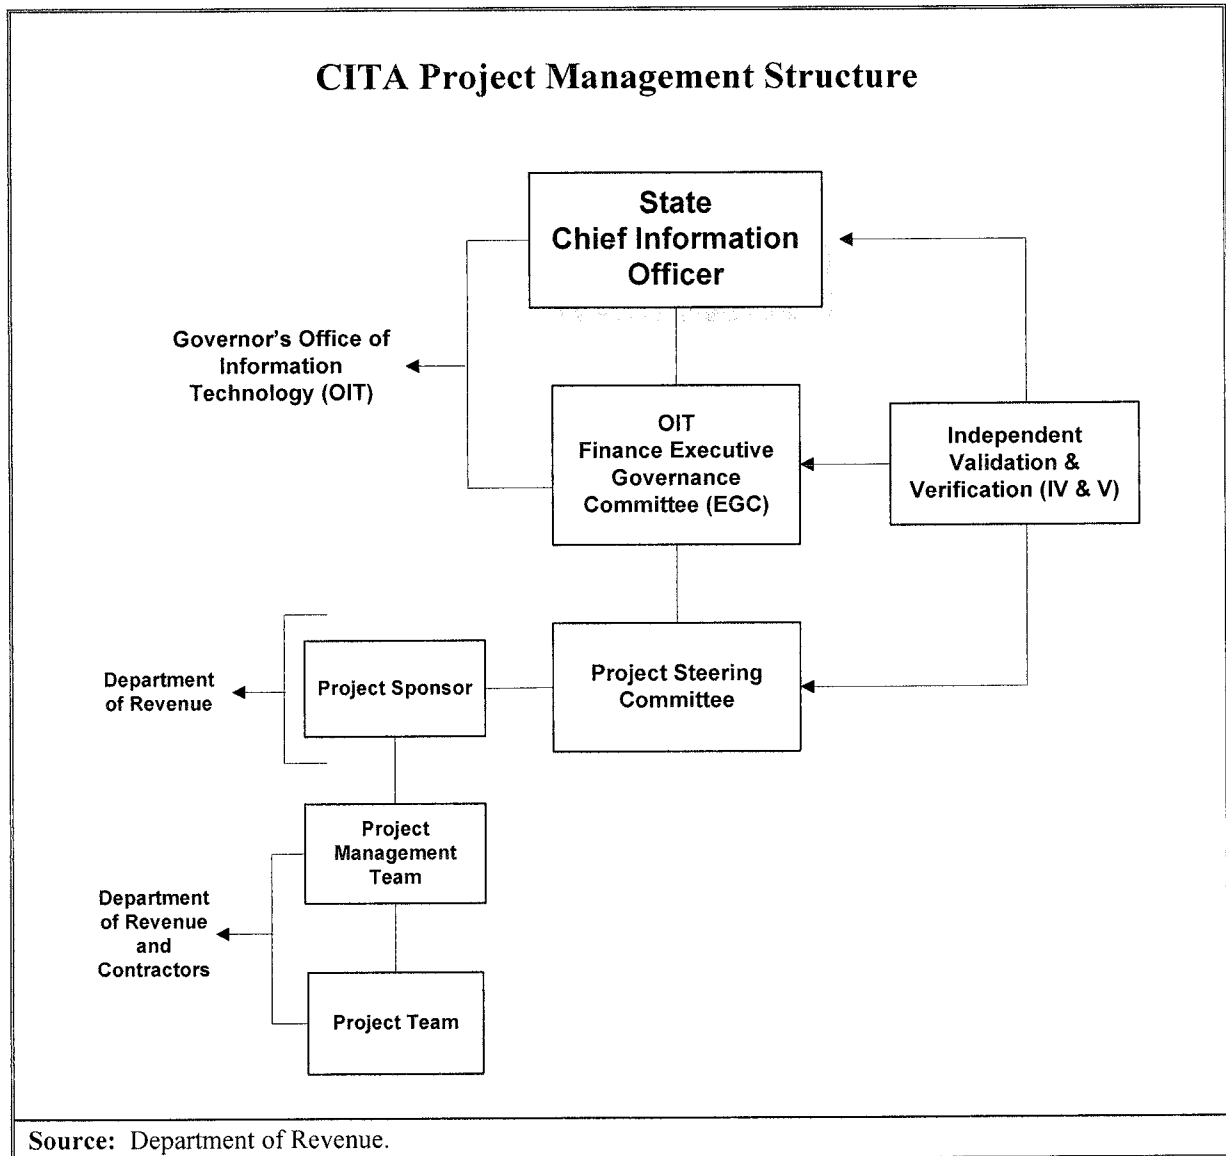 CITA Project Management Structure
State
Chief Information
Officer
Governor's Office of
Information
Technology (OIT)
OIT
Finance Executive
Governance
Committee (EGC)
Independent
Validation &
Verification (IV & V)
Department
of Revenue
Project Sponsor
Project Steering
Committee
Project
Management
Team
Department
of Revenue
and
Contractors
Project Team
Source: Department of Revenue.